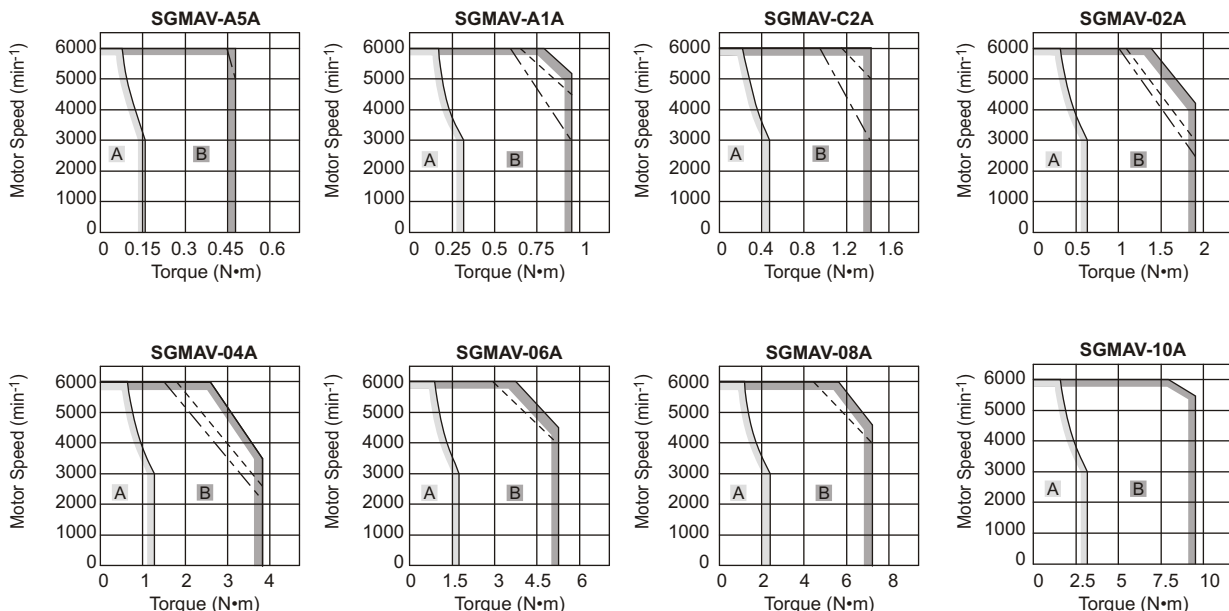 SGMAV-A5A
Motor Speed (min-1)
6000
5000
4000
3000
2000
1000
0
A
B
0 0.15 0.3 0.45 0.6
Torque (N•m)
SGMAV-A1A
Motor Speed (min-1)
6000
5000
4000
3000
2000
1000
0
A
B
0 0.25 0.5 0.75 1
Torque (N•m)
SGMAV-C2A
Motor Speed (min-1)
6000
5000
4000
3000
2000
1000
0
A
B
0 0.4 0.8 1.2 1.6
Torque (N•m)
SGMAV-02A
Motor Speed (min-1)
6000
5000
4000
3000
2000
1000
0
A
B
0 0.5 1 1.5 2
Torque (N•m)
SGMAV-04A
Motor Speed (min-1)
6000
5000
4000
3000
2000
1000
0
A
B
0 1 2 3 4
Torque (N•m)
SGMAV-06A
Motor Speed (min-1)
6000
5000
4000
3000
2000
1000
0
A
B
0 1.5 3 4.5 6
Torque (N•m)
SGMAV-08A
Motor Speed (min-1)
6000
5000
4000
3000
2000
1000
0
A
B
0 2 4 6 8
Torque (N•m)
SGMAV-10A
Motor Speed (min-1)
6000
5000
4000
3000
2000
1000
0
A
B
0 2.5 5 7.5 10
Torque (N•m)